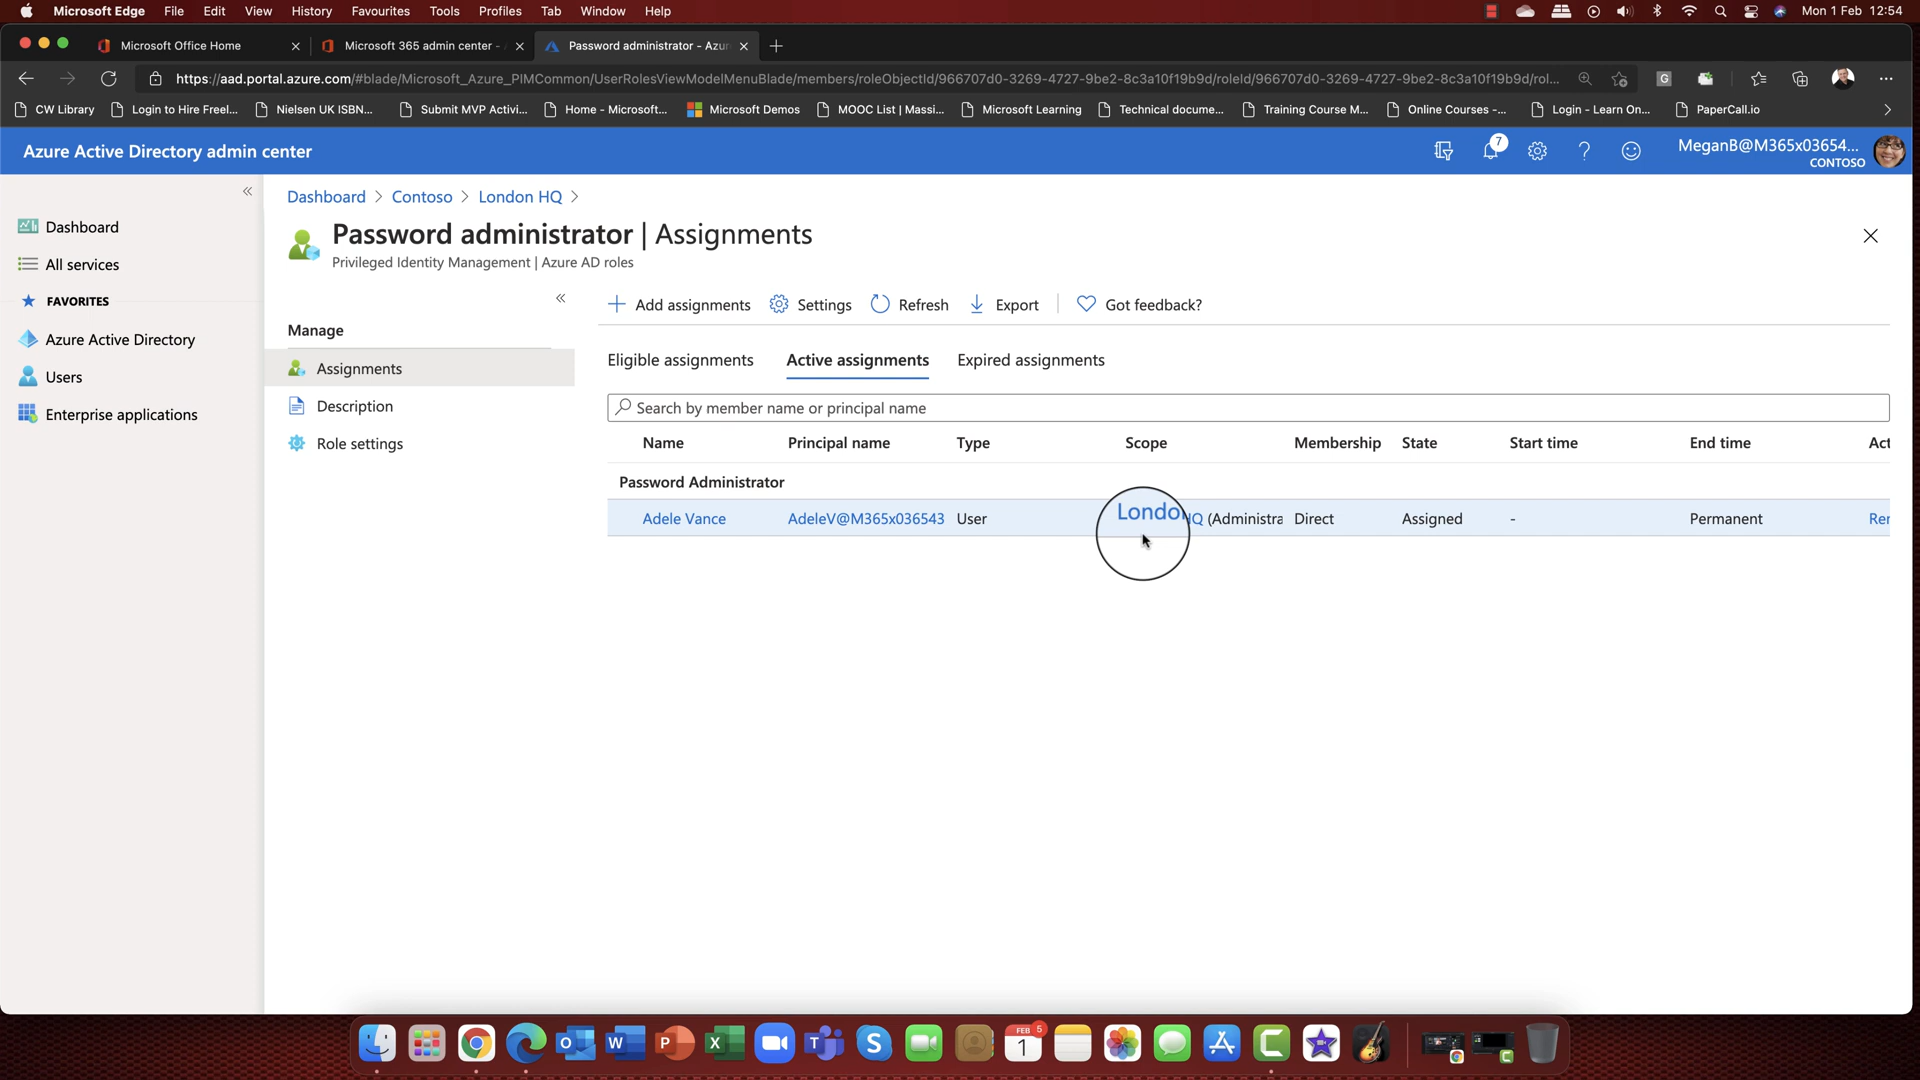 Microsoft Edge File Edit View History Favourites Tools Profiles Tab Window Help Mon 1 Feb 12:54
Microsoft Office Home Microsoft 365 admin center - Password administrator - Azur
https://aad.portal.azure.com/#blade/Microsoft_Azure_PIMCommon/UserRolesViewModelMenuBlade/members/roleObjectId/966707d0-3269-4727-9be2-8c3a10f19b9d/roleId/966707d0-3269-4727-9be2-8c3a10f19b9d/rol...
CW Library Login to Hire Freel... Nielsen UK ISBN... Submit MVP Activi... Home - Microsoft... Microsoft Demos MOOC List | Massi... Microsoft Learning Technical docume... Training Course M... Online Courses -... Login - Learn On... PaperCall.io
Azure Active Directory admin center
7
MeganB@M365x03654...
CONTOSO
Dashboard
All services
FAVORITES
Azure Active Directory
Users
Enterprise applications
Dashboard > Contoso > London HQ >
Password administrator | Assignments
Privileged Identity Management | Azure AD roles
Manage
Assignments
Description
Role settings
Add assignments Settings Refresh Export Got feedback?
Eligible assignments Active assignments Expired assignments
Search by member name or principal name
Name Principal name Type Scope Membership State Start time End time Act
Password Administrator
Adele Vance AdeleV@M365x036543 User London HQ (Administra Direct Assigned - Permanent Rer
FEB 5
1